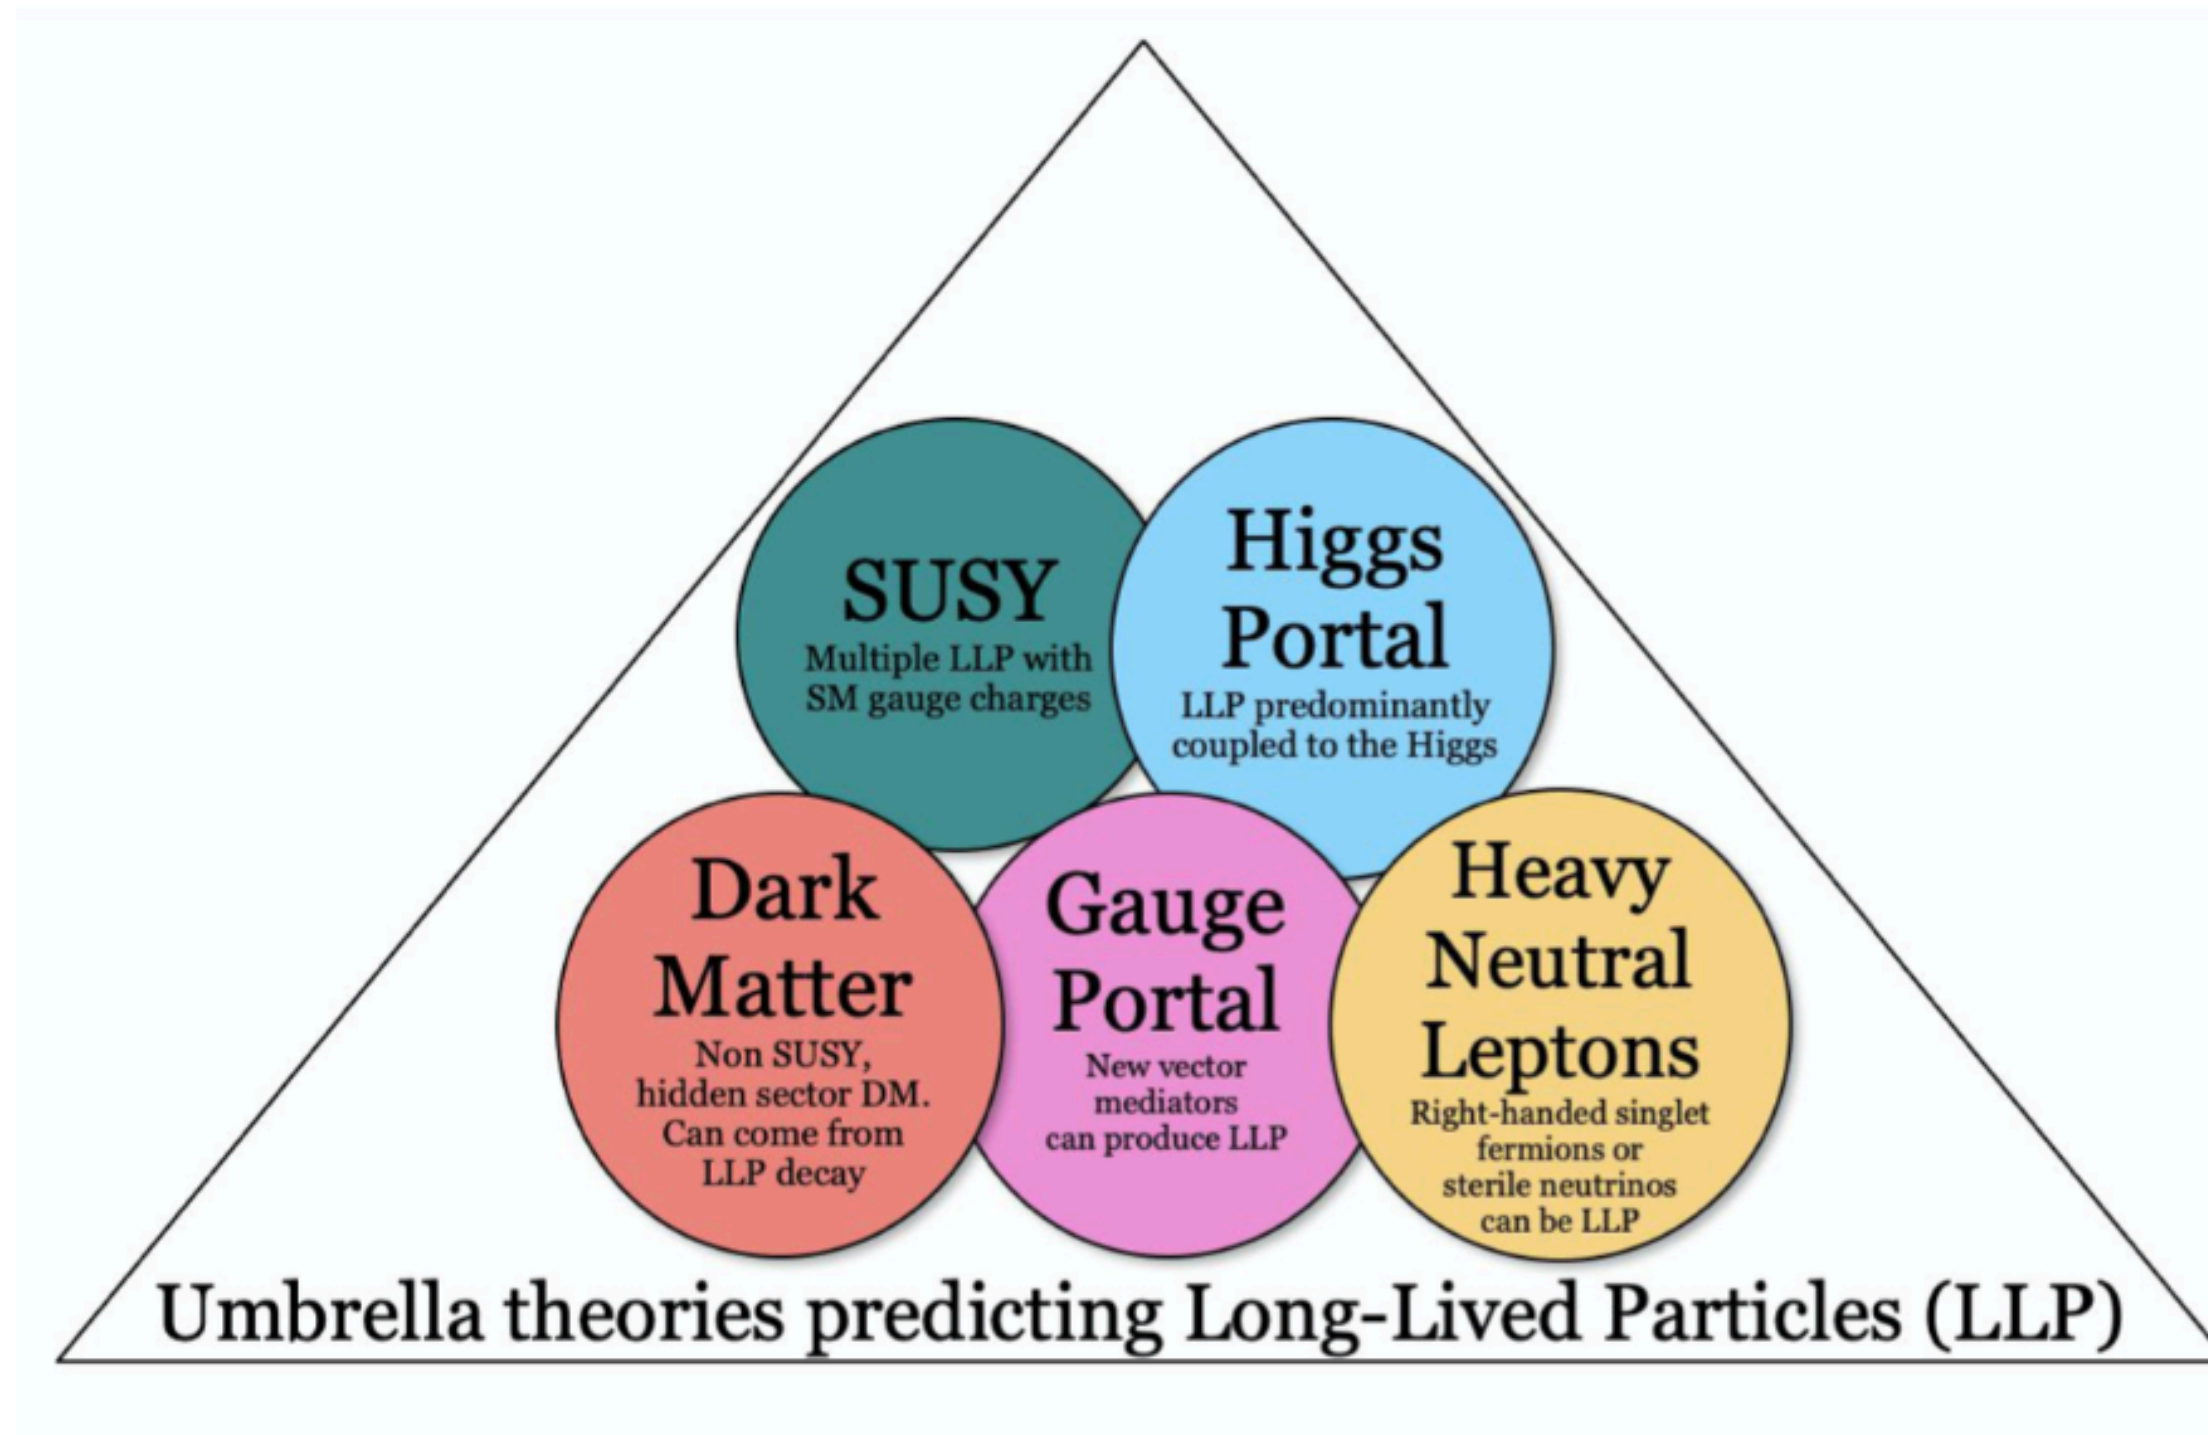 SUSY
Multiple LLP with
SM gauge charges
Higgs
Portal
LLP predominantly
coupled to the Higgs
Dark
Matter
Non SUSY,
hidden sector DM.
Can come from
LLP decay
Gauge
Portal
New vector
mediators
can produce LLP
Heavy
Neutral
Leptons
Right-handed singlet
fermions or
sterile neutrinos
can be LLP
Umbrella theories predicting Long-Lived Particles (LLP)